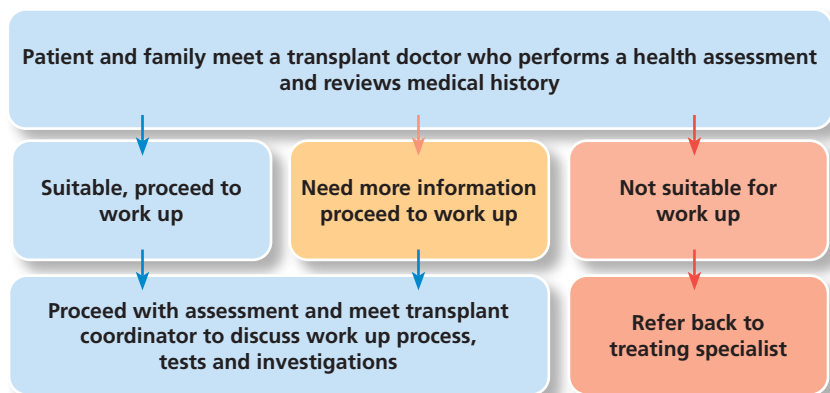 Patient and family meet a transplant doctor who performs a health assessment
and reviews medical history
Suitable, proceed to
work up
Need more information
proceed to work up
Not suitable for
work up
Proceed with assessment and meet transplant
coordinator to discuss work up process,
tests and investigations
Refer back to
treating specialist